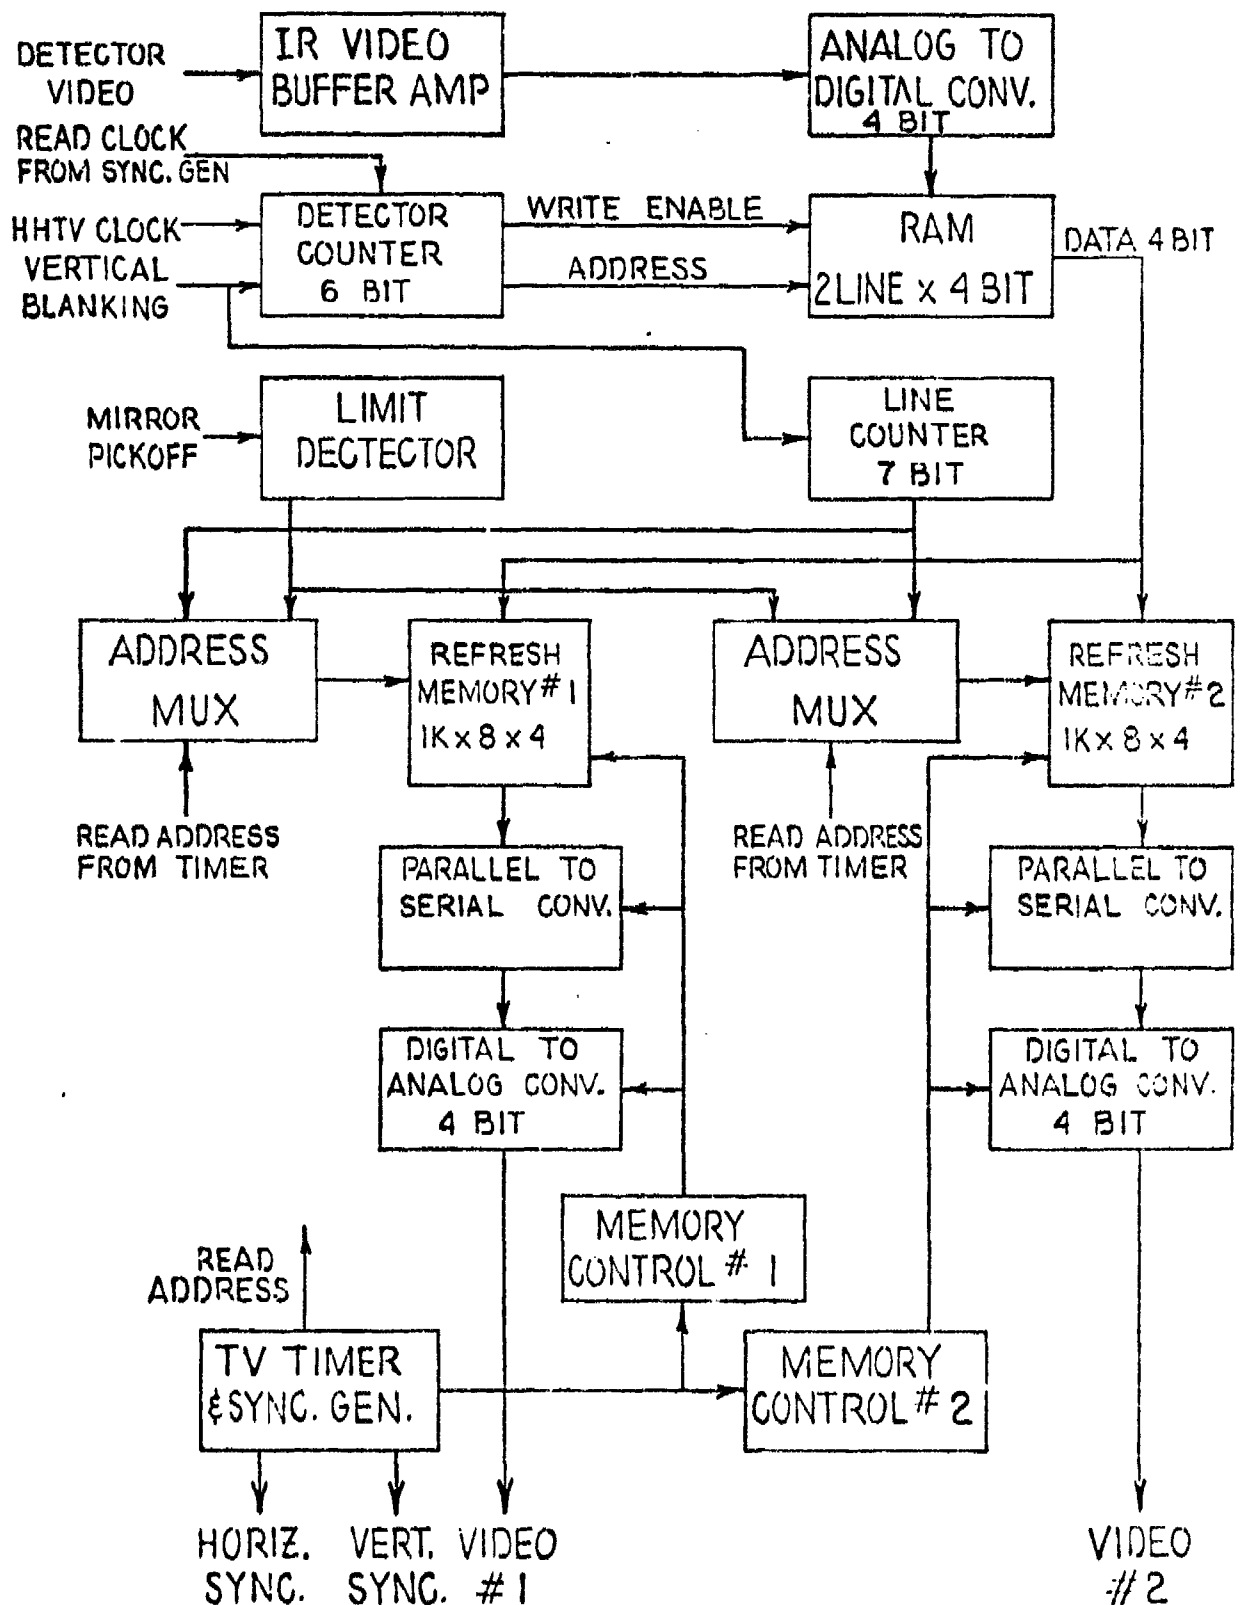 DETECTOR
VIDEO
IR VIDEO
BUFFER AMP
ANALOG TO
DIGITAL CONV.
4 BIT
READ CLOCK
FROM SYNC. GEN
HHTV CLOCK
VERTICAL
BLANKING
DETECTOR
COUNTER
6 BIT
WRITE ENABLE
ADDRESS
RAM
2 LINE x 4 BIT
DATA 4 BIT
MIRROR
PICKOFF
LIMIT
DECTECTOR
LINE
COUNTER
7 BIT
ADDRESS
MUX
REFRESH
MEMORY #1
1K x 8 x 4
ADDRESS
MUX
REFRESH
MEMORY #2
1K x 8 x 4
READ ADDRESS
FROM TIMER
READ ADDRESS
FROM TIMER
PARALLEL TO
SERIAL CONV.
PARALLEL TO
SERIAL CONV.
DIGITAL TO
ANALOG CONV.
4 BIT
DIGITAL TO
ANALOG CONV.
4 BIT
MEMORY
CONTROL # 1
READ
ADDRESS
TV TIMER
& SYNC. GEN.
MEMORY
CONTROL # 2
HORIZ.
SYNC.
VERT.
SYNC.
VIDEO
#1
VIDEO
#2